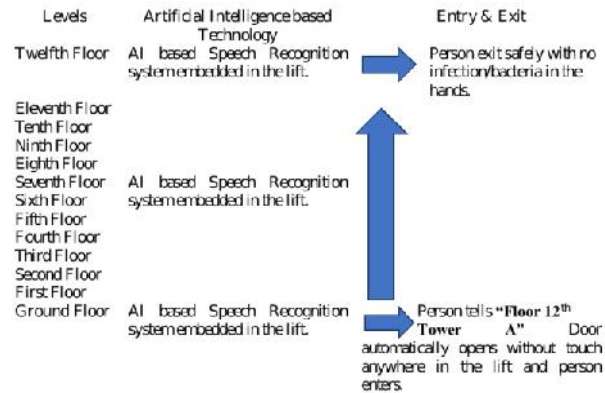 Levels Artificial Intelligence based Technology Entry & Exit
Twelfth Floor AI based Speech Recognition Person exit safely with no
system embedded in the lift. infection/bacteria in the
hands.
Eleventh Floor
Tenth Floor
Ninth Floor
Eighth Floor
Seventh Floor AI based Speech Recognition
Sixth Floor system embedded in the lift.
Fifth Floor
Fourth Floor
Third Floor
Second Floor
First Floor
Ground Floor AI based Speech Recognition Person tells “Floor 12th
system embedded in the lift. Tower A” Door
automatically opens without touch
anywhere in the lift and person
enters.